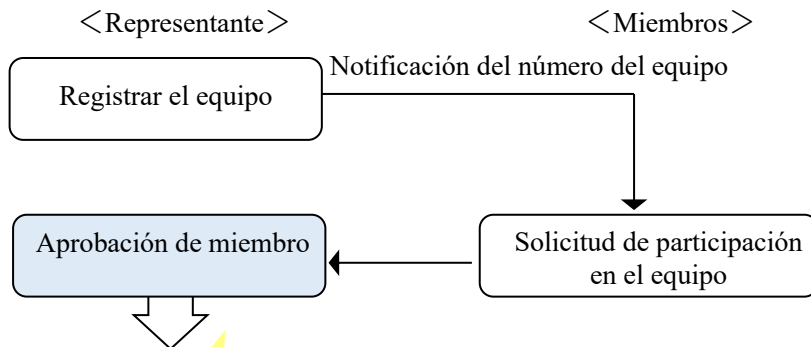 ＜Representante＞
＜Miembros＞
Notificación del número del equipo
Registrar el equipo
Aprobación de miembro
Solicitud de participación
en el equipo